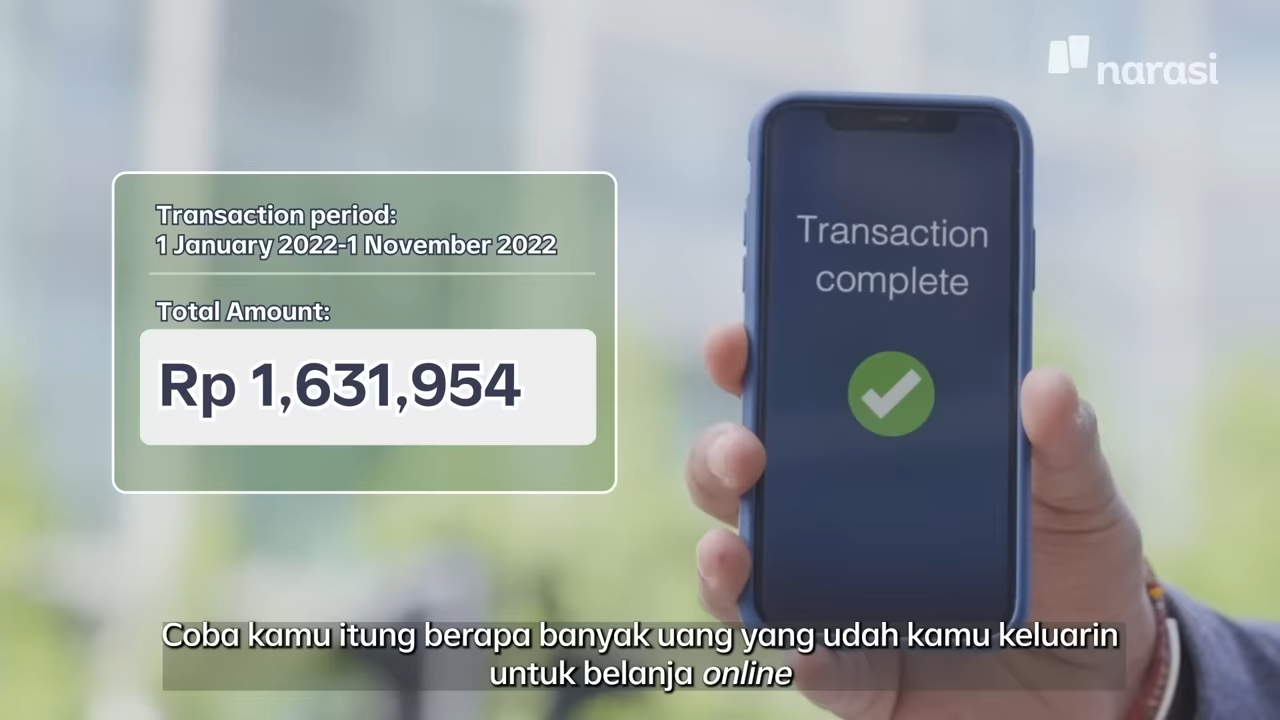 narasi
Transaction period:
1 January 2022-1 November 2022
Total Amount:
Rp 1,631,954
Transaction
complete
Coba kamu itung berapa banyak uang yang udah kamu keluarin
untuk belanja online